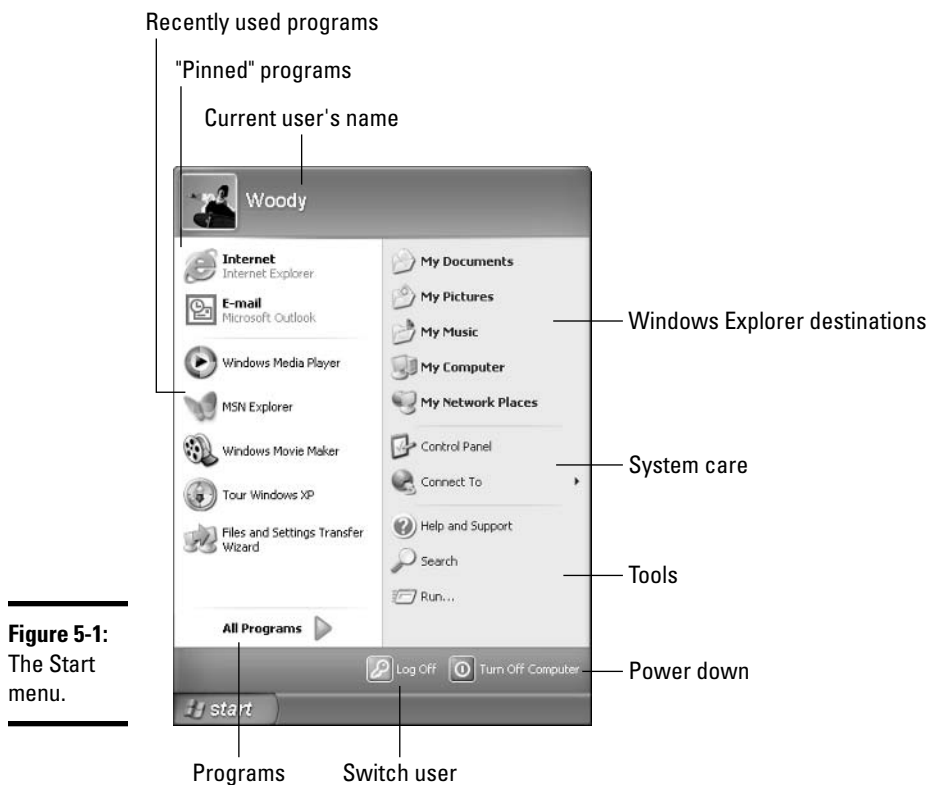 Recently used programs
"Pinned" programs
Current user's name
Woody
Internet
Internet Explorer
E-mail
Microsoft Outlook
Windows Media Player
MSN Explorer
Windows Movie Maker
Tour Windows XP
Files and Settings Transfer
Wizard
All Programs
My Documents
My Pictures
My Music
My Computer
My Network Places
Control Panel
Connect To
Help and Support
Search
Run...
Windows Explorer destinations
System care
Tools
Log Off
Turn Off Computer
Power down
start
Programs
Switch user
Figure 5-1:
The Start
menu.